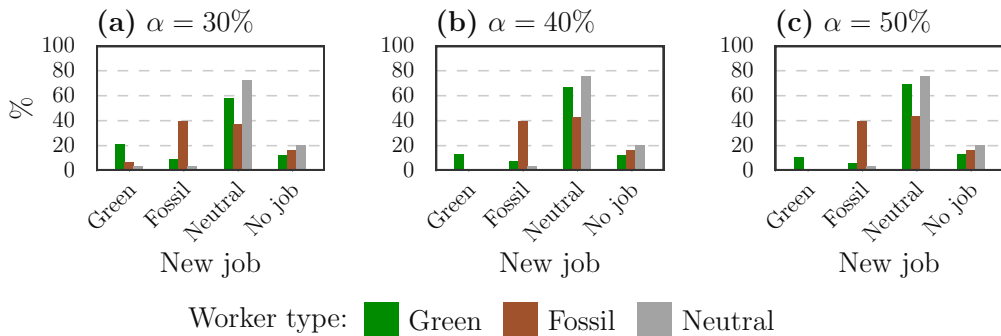 (a) α = 30%
(b) α = 40%
(c) α = 50%
%
100
80
60
40
20
0
Green
Fossil
Neutral
No job
New job
100
80
60
40
20
0
Green
Fossil
Neutral
No job
New job
100
80
60
40
20
0
Green
Fossil
Neutral
No job
New job
Worker type: Green Fossil Neutral